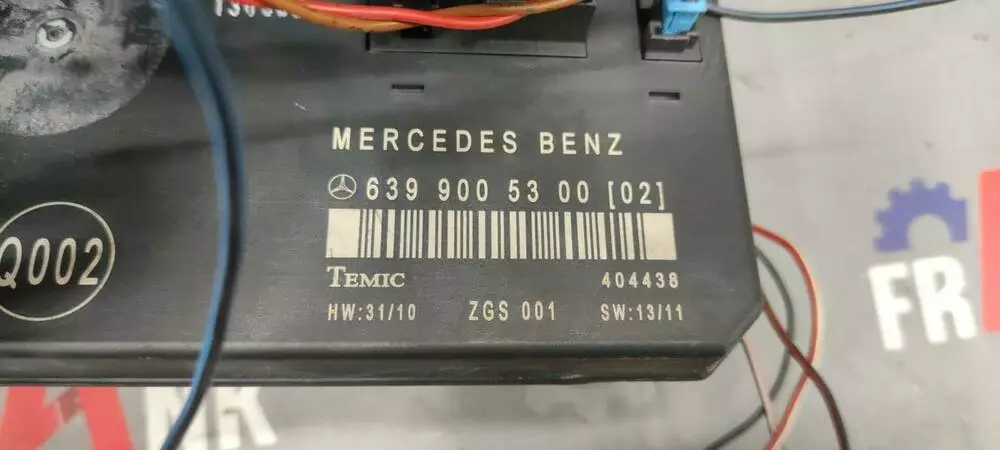 MERCEDES BENZ
639 900 53 00 [02]
Q002
TEMIC 404438
HW:31/10 ZGS 001 SW:13/11
FR